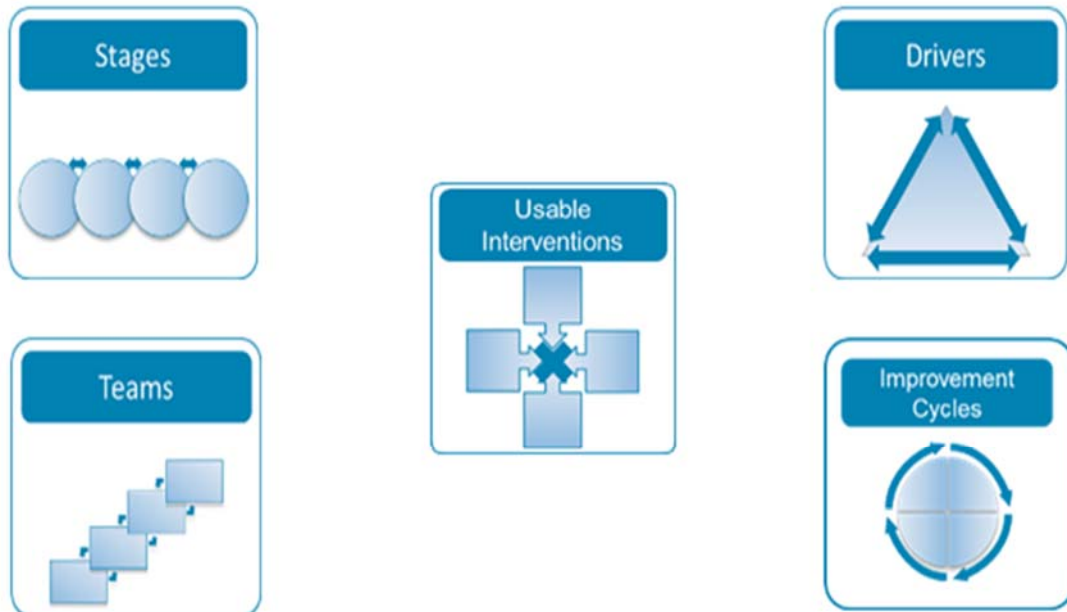 Stages
Drivers
Usable
Interventions
Teams
Improvement
Cycles